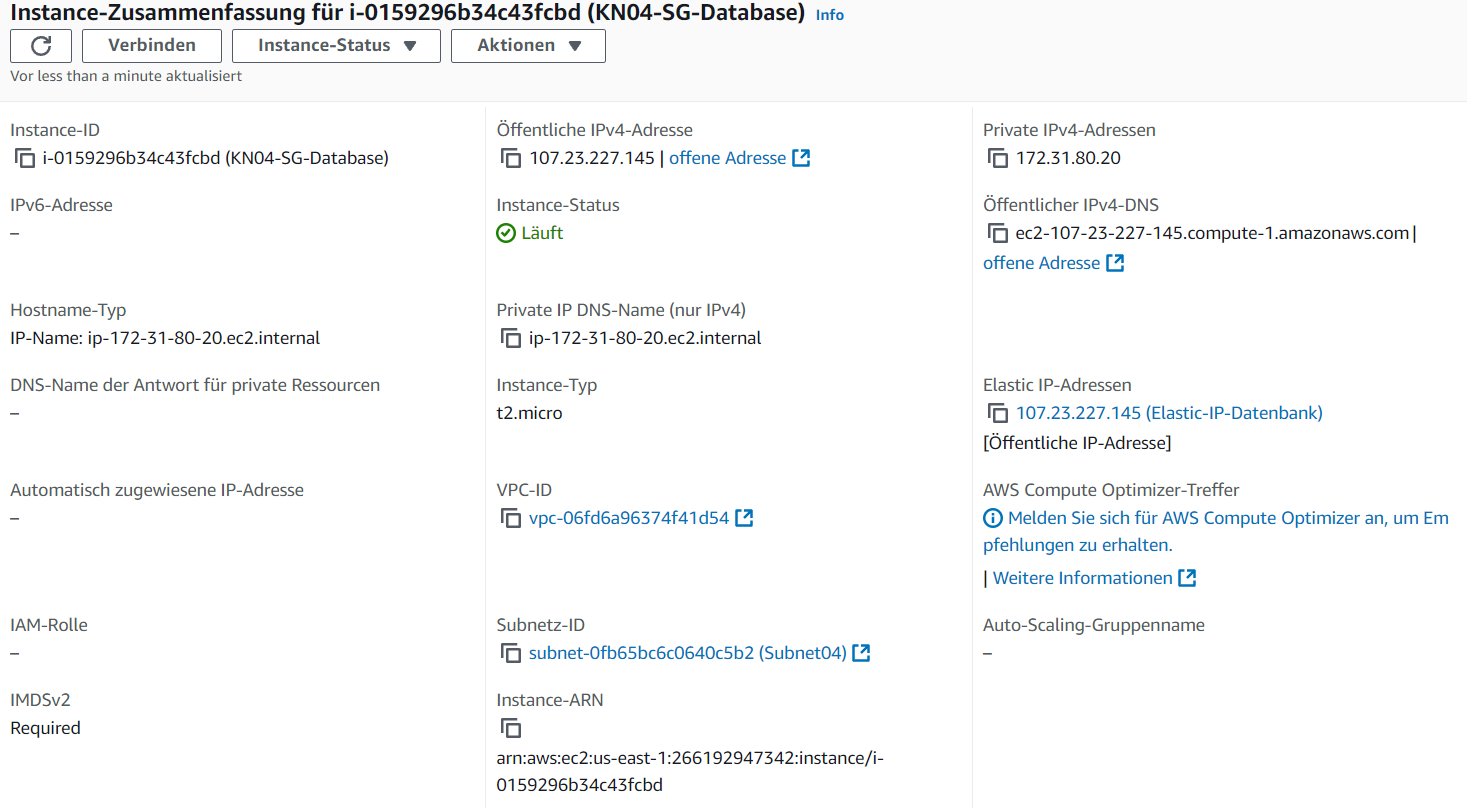 Instance-Zusammenfassung für i-0159296b34c43fcbd (KN04-SG-Database) Info
Verbinden Instance-Status Aktionen
Vor less than a minute aktualisiert
Instance-ID
i-0159296b34c43fcbd (KN04-SG-Database)
Öffentliche IPv4-Adresse
107.23.227.145 | offene Adresse
Private IPv4-Adressen
172.31.80.20
IPv6-Adresse
–
Instance-Status
Läuft
Öffentlicher IPv4-DNS
ec2-107-23-227-145.compute-1.amazonaws.com |
offene Adresse
Hostname-Typ
IP-Name: ip-172-31-80-20.ec2.internal
Private IP DNS-Name (nur IPv4)
ip-172-31-80-20.ec2.internal
DNS-Name der Antwort für private Ressourcen
–
Instance-Typ
t2.micro
Elastic IP-Adressen
107.23.227.145 (Elastic-IP-Datenbank)
[Öffentliche IP-Adresse]
Automatisch zugewiesene IP-Adresse
–
VPC-ID
vpc-06fd6a96374f41d54
AWS Compute Optimizer-Treffer
Melden Sie sich für AWS Compute Optimizer an, um Em
pfehlungen zu erhalten.
| Weitere Informationen
IAM-Rolle
–
Subnetz-ID
subnet-0fb65bc6c0640c5b2 (Subnet04)
Auto-Scaling-Gruppenname
–
IMDSv2
Required
Instance-ARN
arn:aws:ec2:us-east-1:266192947342:instance/i-
0159296b34c43fcbd